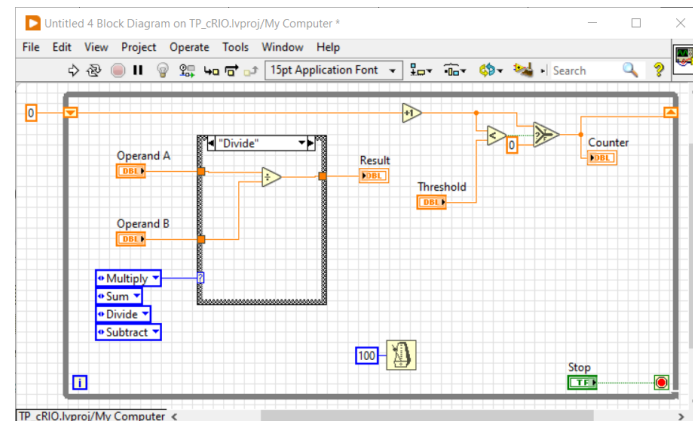 Untitled 4 Block Diagram on TP_cRIO.lvproj/My Computer *
File Edit View Project Operate Tools Window Help
15pt Application Font
Search
0
+1
"Divide"
Operand A
DBL
Result
DBL
0
Counter
DBL
Threshold
DBL
Operand B
DBL
Multiply
?
Sum
Divide
Subtract
100
i
Stop
TF
TP_cRIO.lvproj/My Computer